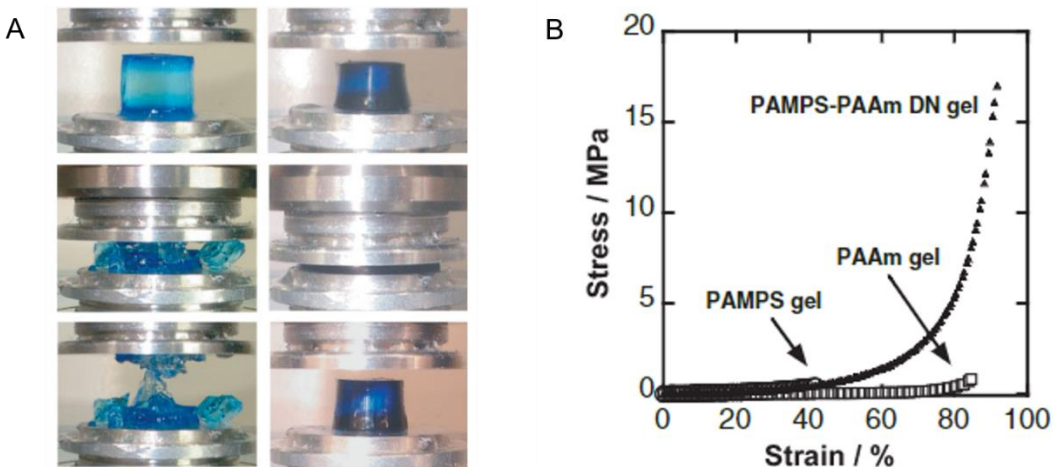 A
B
20
15
10
5
0
Stress / MPa
PAMPS-PAAm DN gel
PAAm gel
PAMPS gel
0 20 40 60 80 100
Strain / %